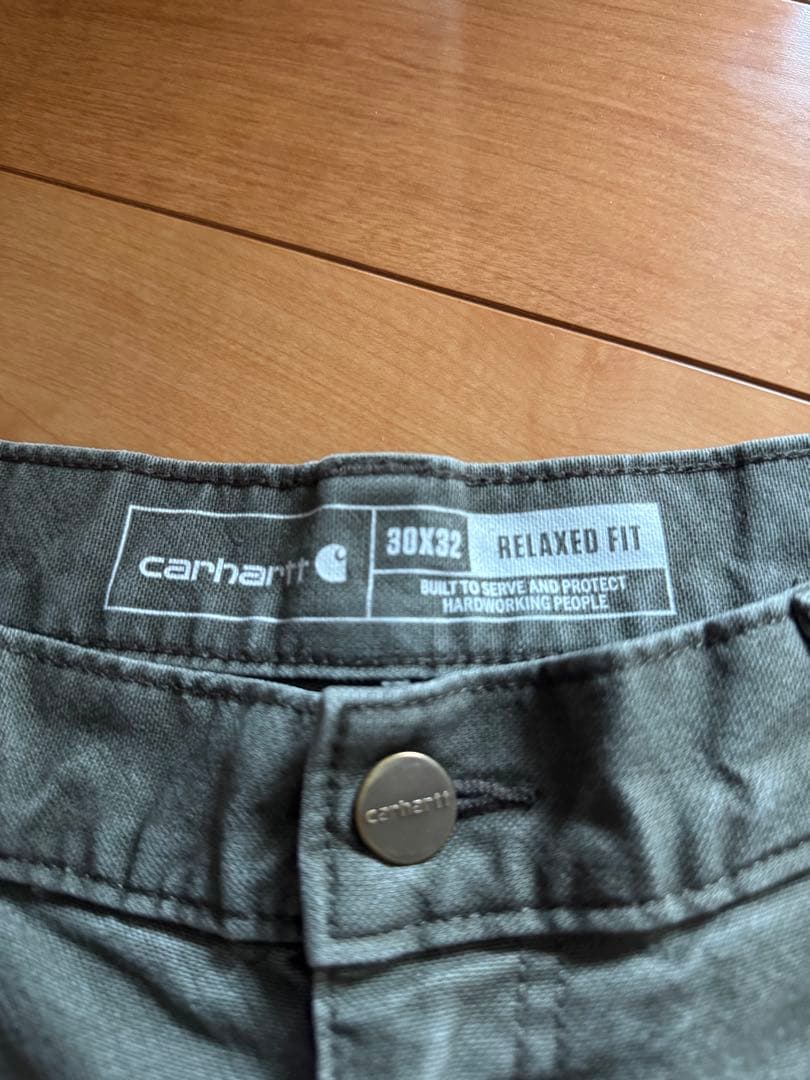 carhartt
30X32
RELAXED FIT
BUILT TO SERVE AND PROTECT
HARDWORKING PEOPLE
carhartt